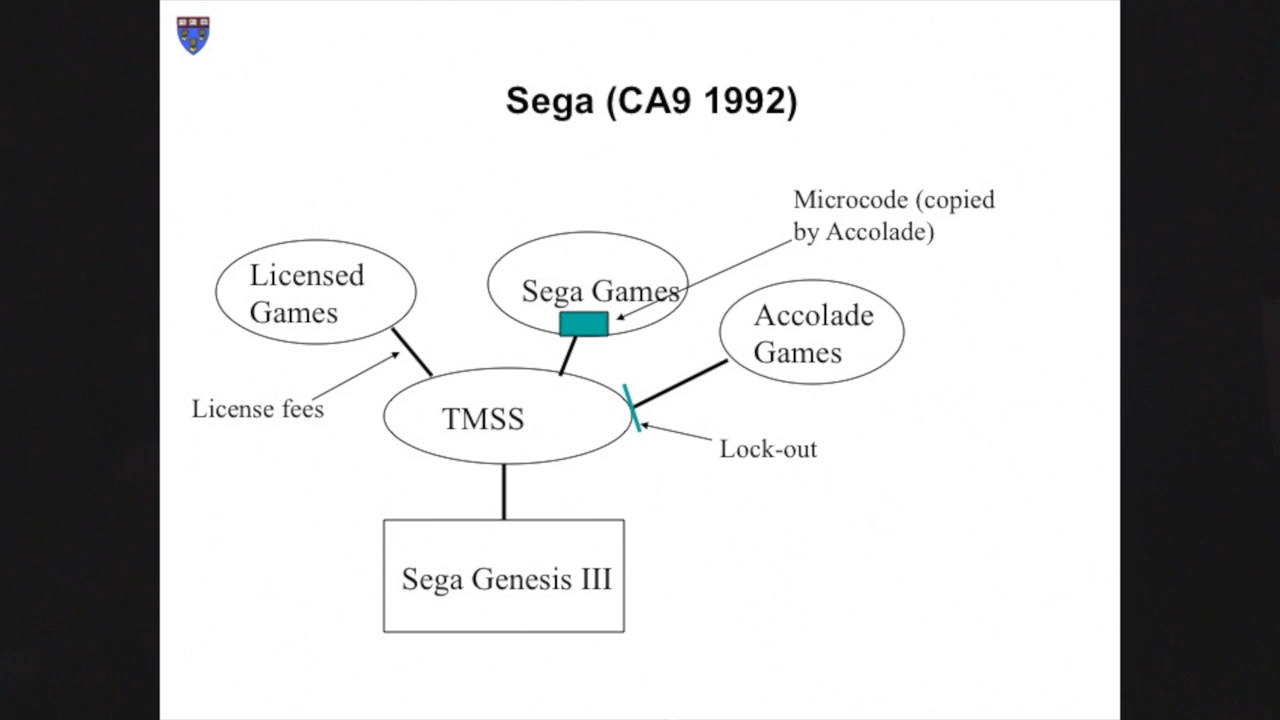 Sega (CA9 1992)
Microcode (copied
by Accolade)
Licensed
Games
Sega Games
Accolade
Games
License fees
TMSS
Lock-out
Sega Genesis III